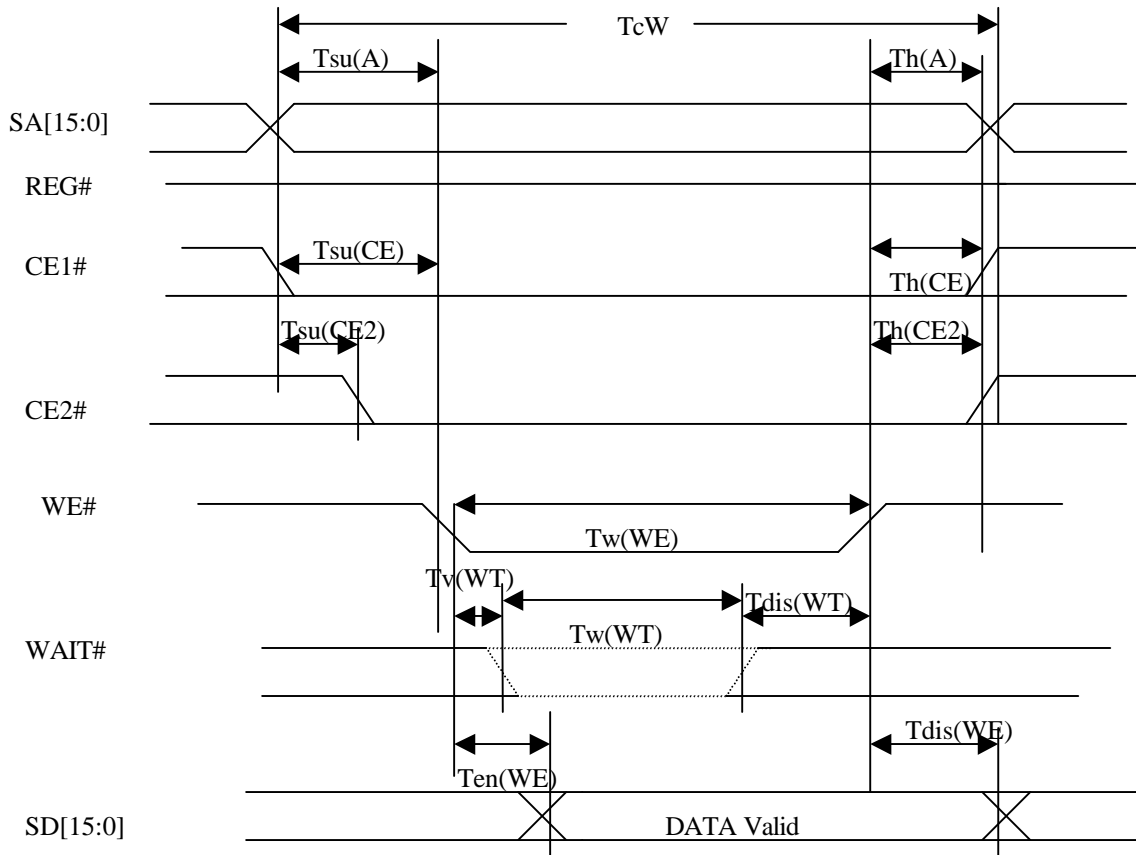 TcW
Tsu(A)
Th(A)
SA[15:0]
REG#
CE1#
Tsu(CE)
Th(CE)
Tsu(CE2)
Th(CE2)
CE2#
WE#
Tw(WE)
Tv(WT)
Tdis(WT)
Tw(WT)
WAIT#
Tdis(WE)
Ten(WE)
SD[15:0]
DATA Valid